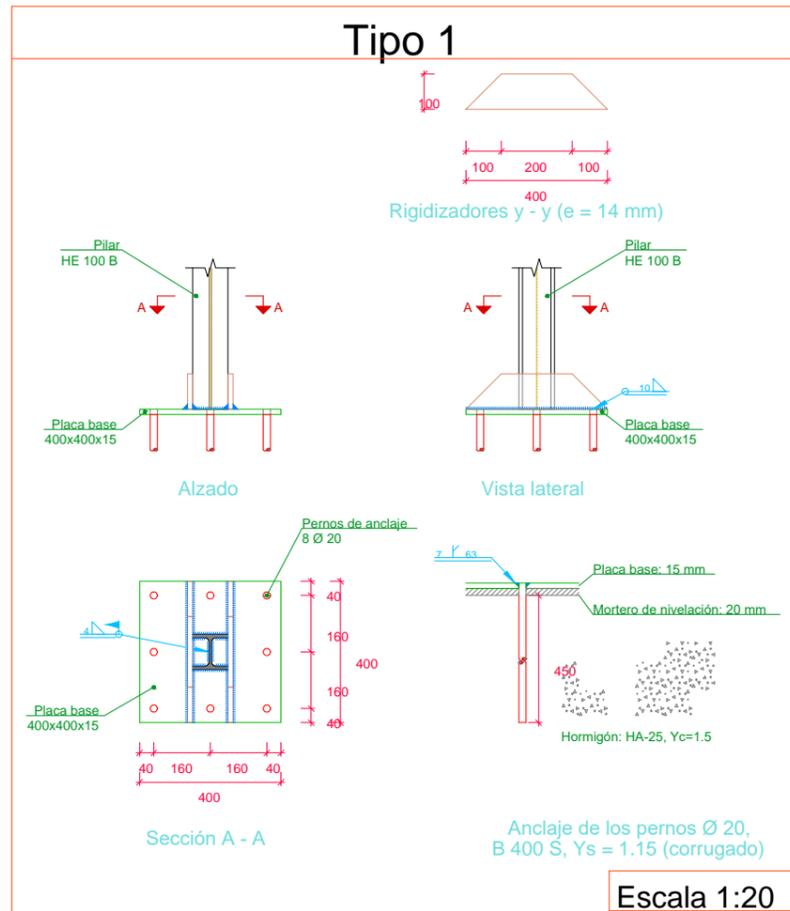 Tipo 1
100
100
200
100
400
Rigidizadores y - y (e = 14 mm)
Pilar
HE 100 B
A
A
Placa base
400x400x15
Alzado
Pilar
HE 100 B
A
A
10
Placa base
400x400x15
Vista lateral
Pernos de anclaje
8 Ø 20
4
40
160
160
40
400
Placa base
400x400x15
40
160
160
40
400
Sección A - A
7
63
Placa base: 15 mm
Mortero de nivelación: 20 mm
450
Hormigón: HA-25, Yc=1.5
Anclaje de los pernos Ø 20,
B 400 S, Ys = 1.15 (corrugado)
Escala 1:20